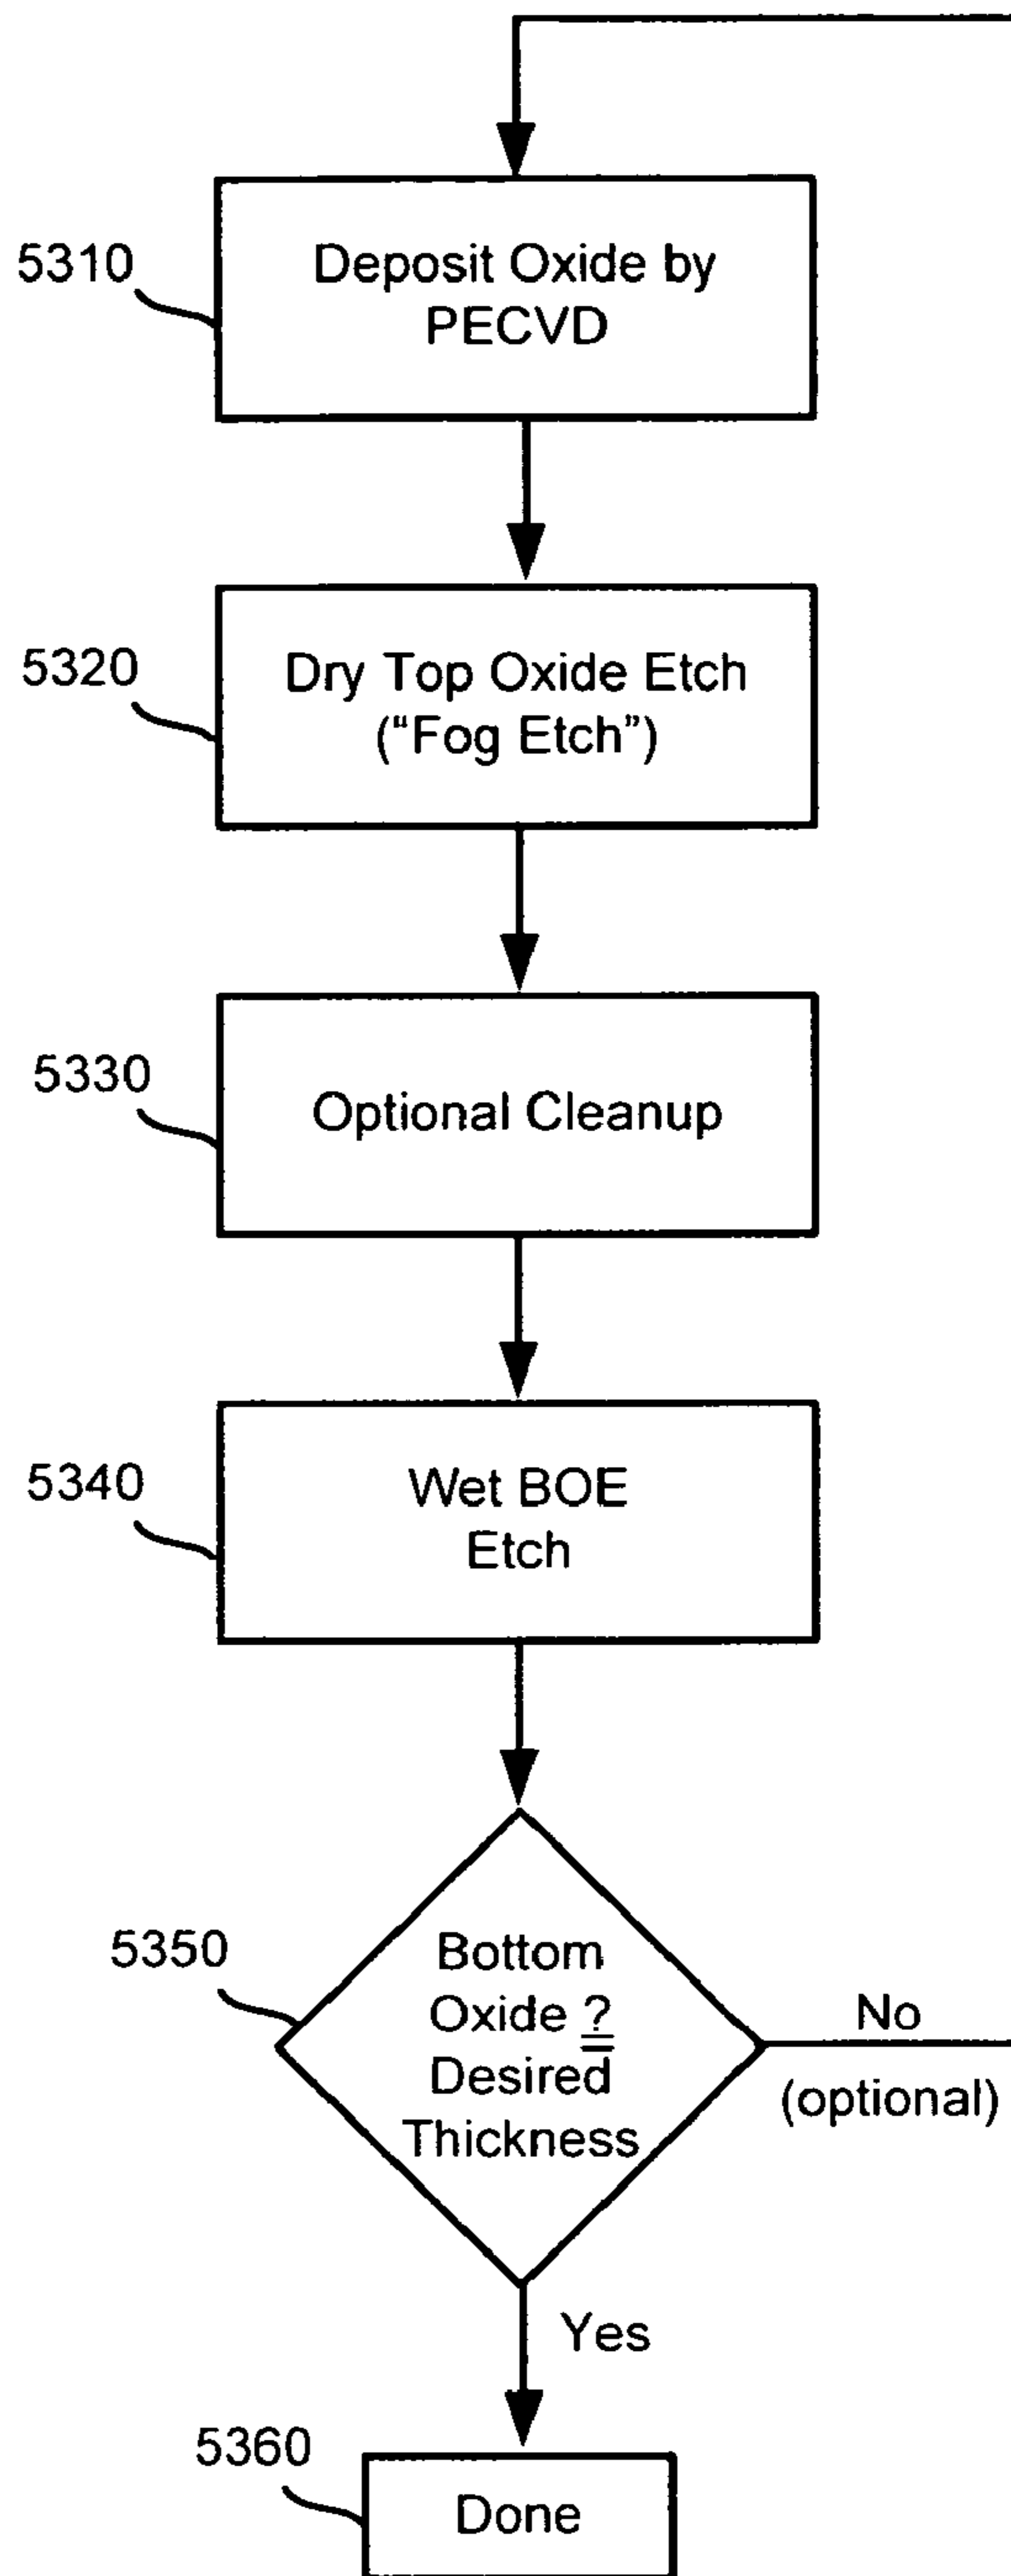 5310
Deposit Oxide by
PECVD
5320
Dry Top Oxide Etch
(“Fog Etch”)
5330
Optional Cleanup
5340
Wet BOE
Etch
5350
Bottom
Oxide ?=
Desired
Thickness
No
(optional)
Yes
5360
Done